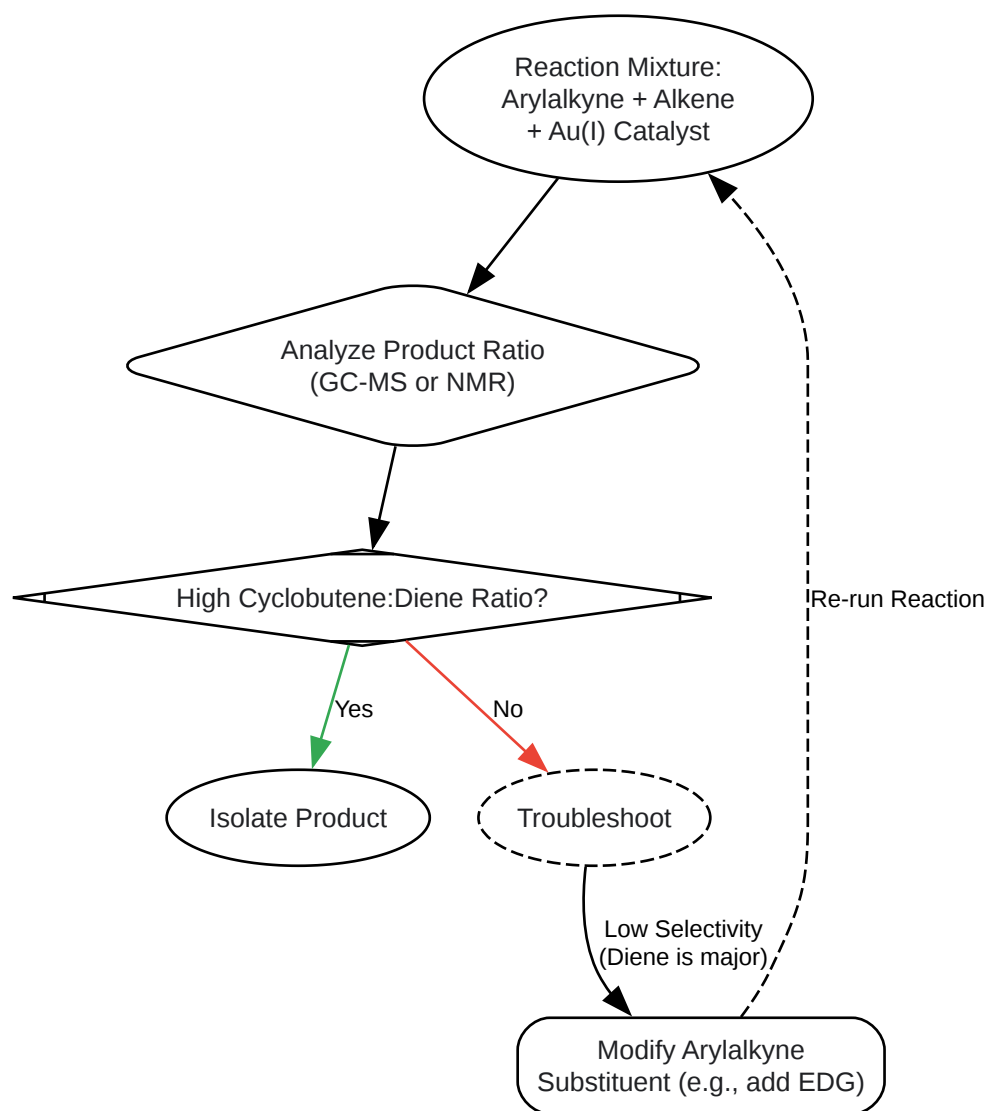 Reaction Mixture:
Arylalkyne + Alkene
+ Au(I) Catalyst
Analyze Product Ratio
(GC-MS or NMR)
High Cyclobutene:Diene Ratio?
Re-run Reaction
Yes
No
Isolate Product
Troubleshoot
Low Selectivity
(Diene is major)
Modify Arylalkyne
Substituent (e.g., add EDG)